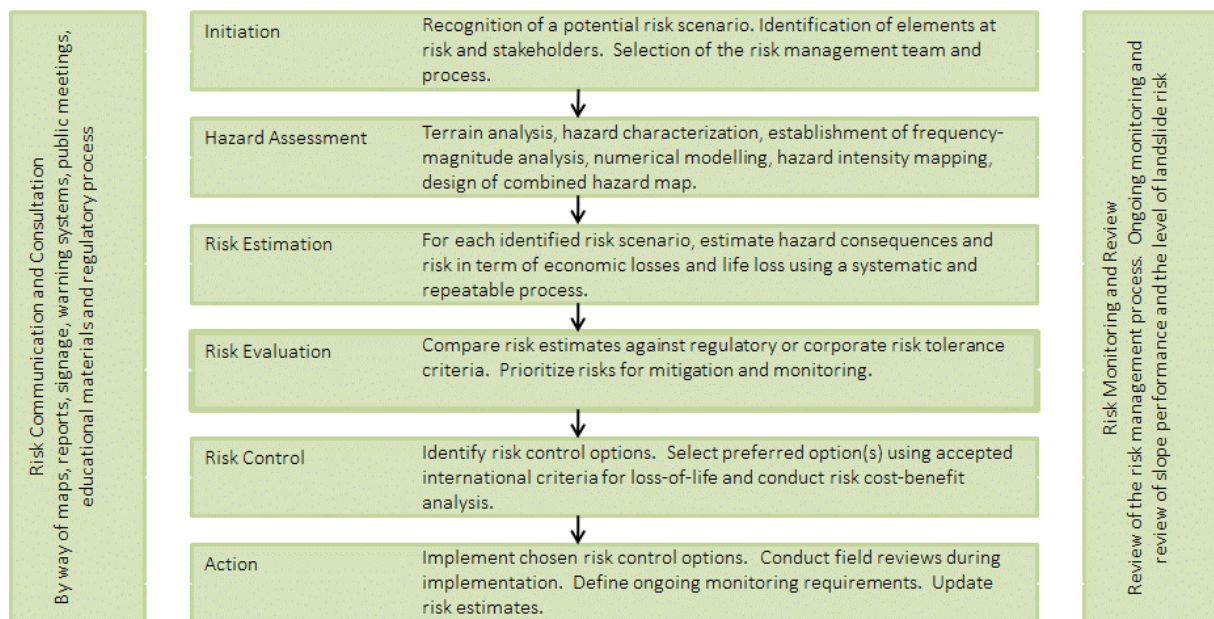 Risk Communication and Consultation
By way of maps, reports, signage, warning systems, public meetings,
educational materials and regulatory process
Initiation
Recognition of a potential risk scenario. Identification of elements at
risk and stakeholders. Selection of the risk management team and
process.
Hazard Assessment
Terrain analysis, hazard characterization, establishment of frequency-
magnitude analysis, numerical modelling, hazard intensity mapping,
design of combined hazard map.
Risk Estimation
For each identified risk scenario, estimate hazard consequences and
risk in term of economic losses and life loss using a systematic and
repeatable process.
Risk Evaluation
Compare risk estimates against regulatory or corporate risk tolerance
criteria. Prioritize risks for mitigation and monitoring.
Risk Control
Identify risk control options. Select preferred option(s) using accepted
international criteria for loss-of-life and conduct risk cost-benefit
analysis.
Action
Implement chosen risk control options. Conduct field reviews during
implementation. Define ongoing monitoring requirements. Update
risk estimates.
Risk Monitoring and Review
Review of the risk management process. Ongoing monitoring and
review of slope performance and the level of landslide risk